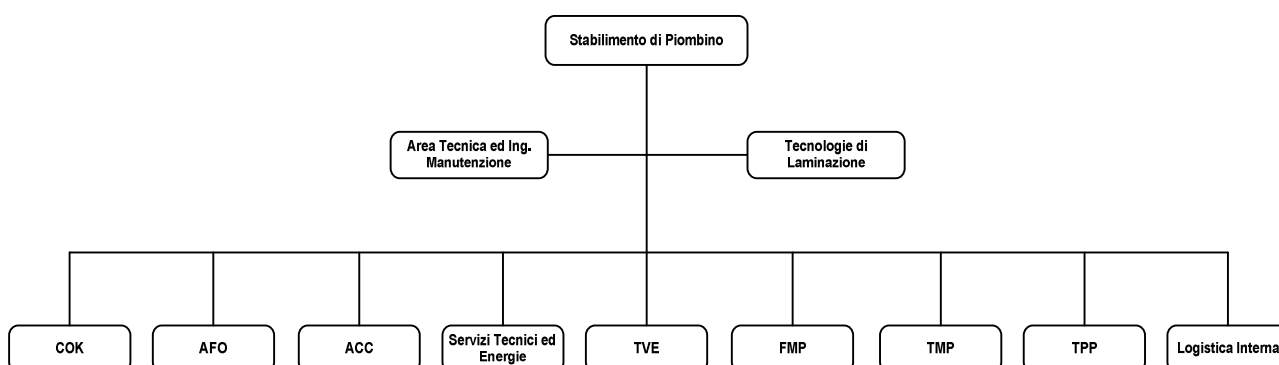 Stabilimento di Piombino
Area Tecnica ed Ing.
Manutenzione
Tecnologie di
Laminazione
COK
AFO
ACC
Servizi Tecnici ed
Energie
TVE
FMP
TMP
TPP
Logistica Interna